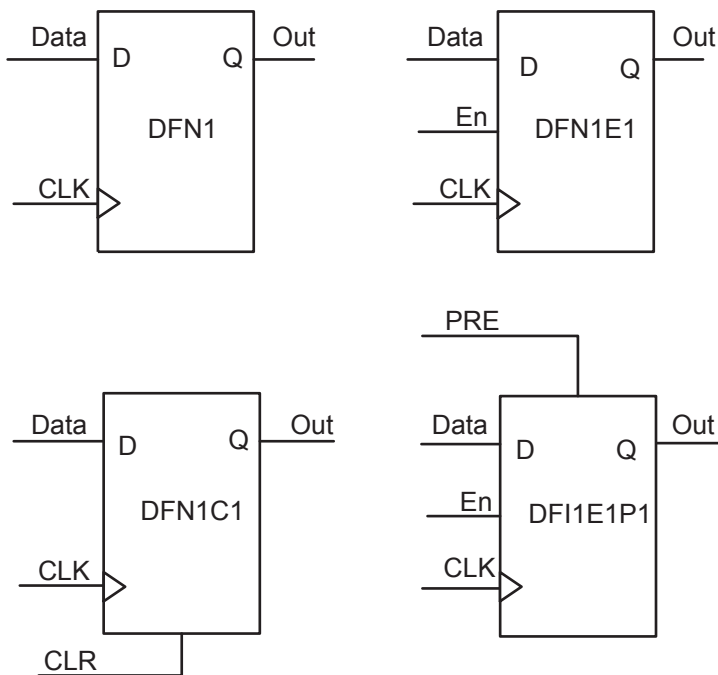 Data
D
Q
Out
DFN1
CLK
Data
D
Q
Out
En
DFN1E1
CLK
Data
D
Q
Out
DFN1C1
CLK
CLR
PRE
Data
D
Q
Out
En
DFI1E1P1
CLK